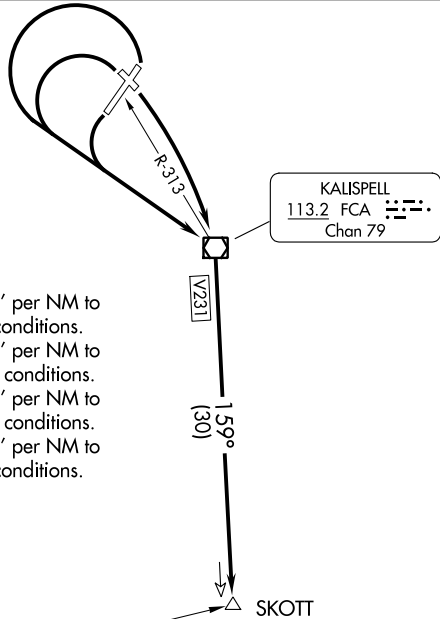 R-313
KALISPELL
113.2 FCA
Chan 79
V231
’ per NM to
conditions.
’ per NM to
conditions.
’ per NM to
conditions.
’ per NM to
conditions.
159°
(30)
SKOTT